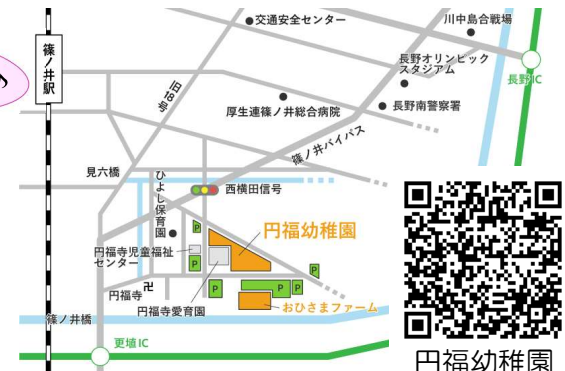 交通安全センター
川中島合戦場
篠ノ井駅
長野オリンピック
スタジアム
長野IC
旧18号
厚生連篠ノ井総合病院
長野南警察署
篠ノ井バイパス
見六橋
ひよし保育園
西横田信号
P
円福幼稚園
円福寺児童福祉
センター
P
P
円福寺
卍
P
P
P
円福寺愛育園
おひさまファーム
篠ノ井橋
更埴IC
円福幼稚園